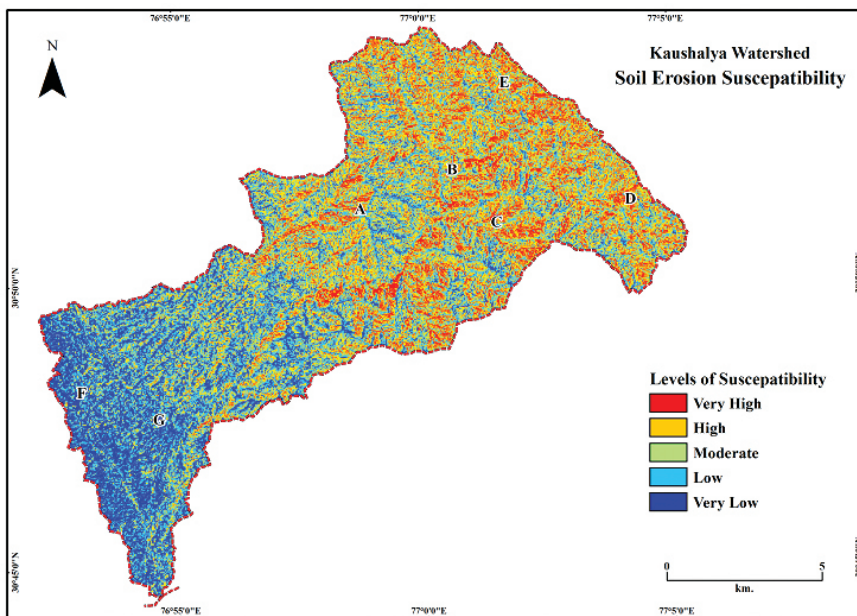 76°55'0"E 77°0'0"E 77°5'0"E
N
Kaushalya Watershed
Soil Erosion Suscepatibility
E
B
D
A
C
30°50'0"N
F
G
Levels of Suscepatibility
Very High
High
Moderate
Low
Very Low
30°45'0"N
0 5
km.
76°55'0"E 77°0'0"E 77°5'0"E